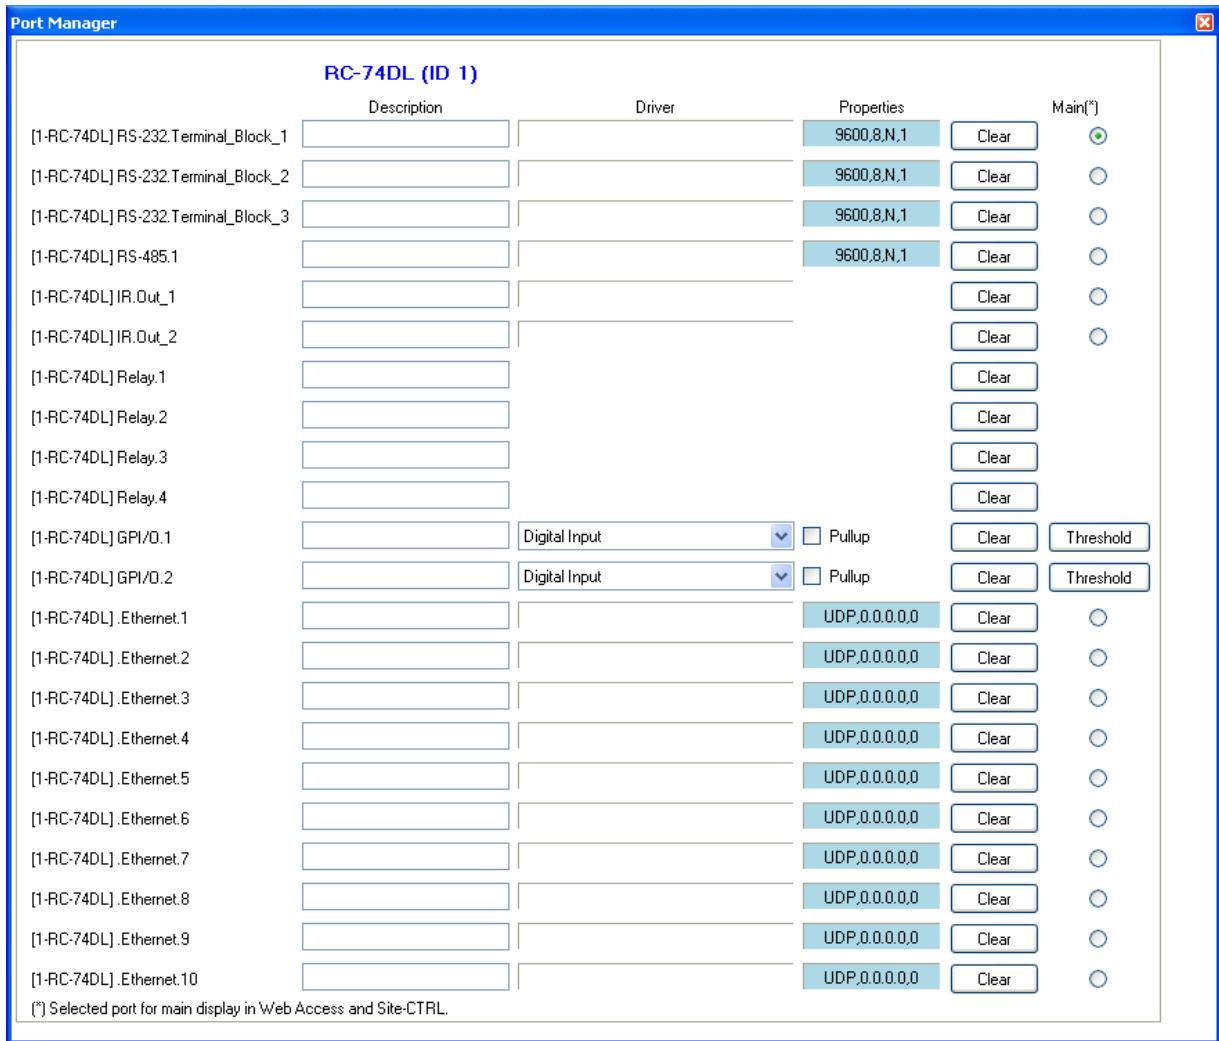 Port Manager
RC-74DL (ID 1)
Description Driver Properties Main(*)
[1-RC-74DL] RS-232.Terminal_Block_1 9600,8,N,1 Clear
[1-RC-74DL] RS-232.Terminal_Block_2 9600,8,N,1 Clear
[1-RC-74DL] RS-232.Terminal_Block_3 9600,8,N,1 Clear
[1-RC-74DL] RS-485.1 9600,8,N,1 Clear
[1-RC-74DL] IR.Out_1 Clear
[1-RC-74DL] IR.Out_2 Clear
[1-RC-74DL] Relay.1 Clear
[1-RC-74DL] Relay.2 Clear
[1-RC-74DL] Relay.3 Clear
[1-RC-74DL] Relay.4 Clear
[1-RC-74DL] GPI/O.1 Digital Input Pullup Clear Threshold
[1-RC-74DL] GPI/O.2 Digital Input Pullup Clear Threshold
[1-RC-74DL] .Ethernet.1 UDP,0.0.0.0,0 Clear
[1-RC-74DL] .Ethernet.2 UDP,0.0.0.0,0 Clear
[1-RC-74DL] .Ethernet.3 UDP,0.0.0.0,0 Clear
[1-RC-74DL] .Ethernet.4 UDP,0.0.0.0,0 Clear
[1-RC-74DL] .Ethernet.5 UDP,0.0.0.0,0 Clear
[1-RC-74DL] .Ethernet.6 UDP,0.0.0.0,0 Clear
[1-RC-74DL] .Ethernet.7 UDP,0.0.0.0,0 Clear
[1-RC-74DL] .Ethernet.8 UDP,0.0.0.0,0 Clear
[1-RC-74DL] .Ethernet.9 UDP,0.0.0.0,0 Clear
[1-RC-74DL] .Ethernet.10 UDP,0.0.0.0,0 Clear
(*) Selected port for main display in Web Access and Site-CTRL.